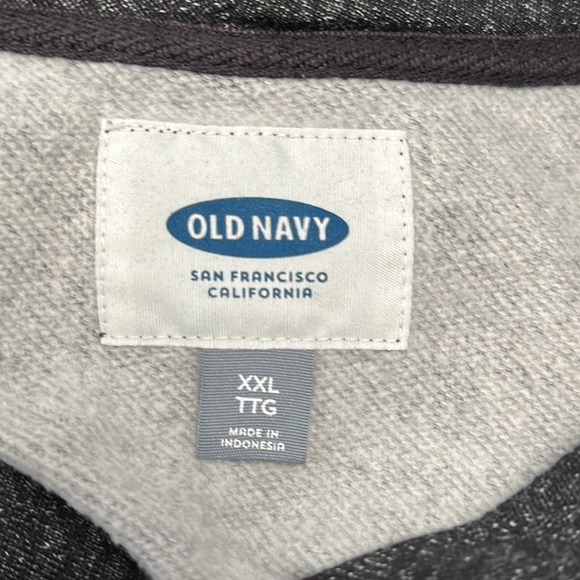 OLD NAVY
SAN FRANCISCO
CALIFORNIA
XXL
TTG
MADE IN
INDONESIA